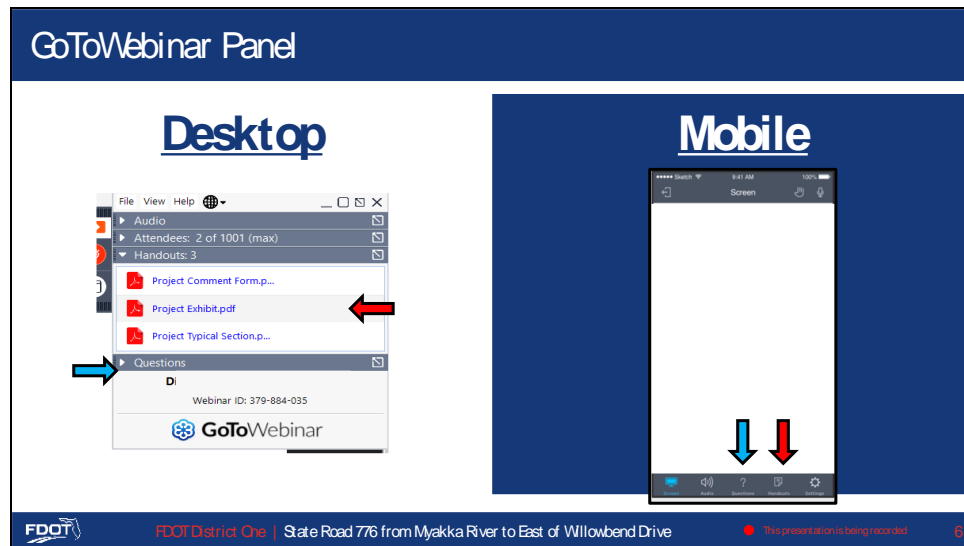 GoToWebinar Panel
Desktop
File View Help
Audio
Attendees: 2 of 1001 (max)
Handouts: 3
Project Comment Form.p...
Project Exhibit.pdf
Project Typical Section.p...
Questions
Di
Webinar ID: 379-884-035
GoToWebinar
Mobile
Sketch 9:41 AM 100%
Screen
?
Screen Audio Questions Handouts Settings
FDOT
FDOT District One | State Road 776 from Myakka River to East of Willowbend Drive
This presentation is being recorded
6